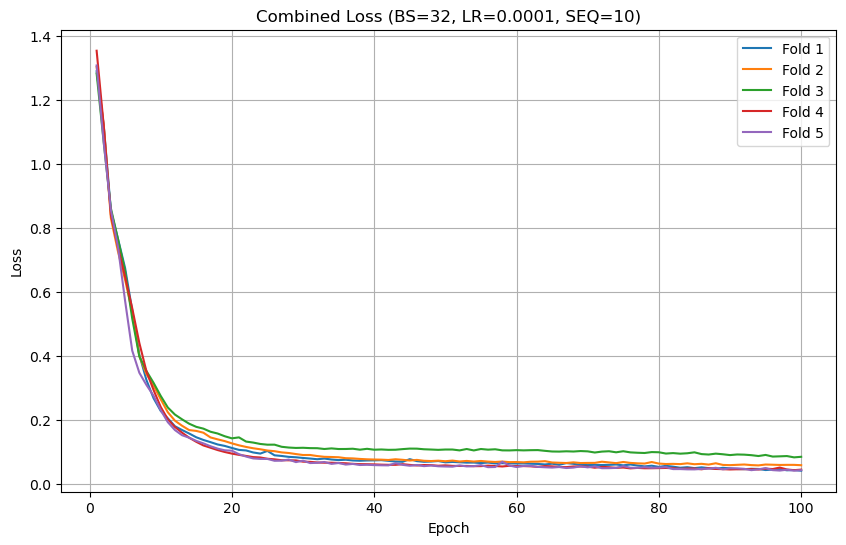 Combined Loss (BS=32, LR=0.0001, SEQ=10)
Fold 1
Fold 2
Fold 3
Fold 4
Fold 5
Loss
1.4
1.2
1.0
0.8
0.6
0.4
0.2
0.0
0 20 40 60 80 100
Epoch